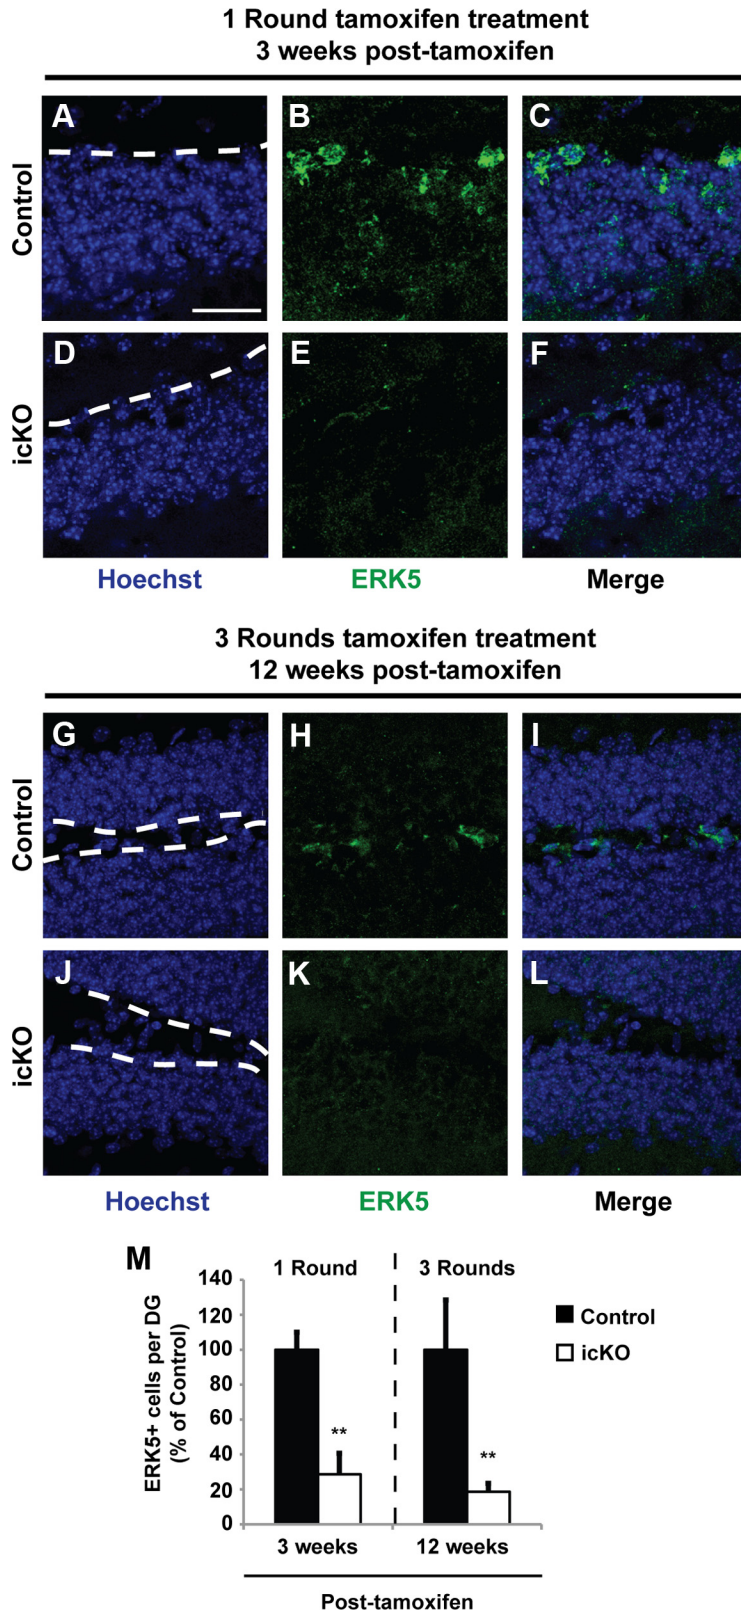 1 Round tamoxifen treatment
3 weeks post-tamoxifen
Control
A
B
C
icKO
D
E
F
Hoechst
ERK5
Merge
3 Rounds tamoxifen treatment
12 weeks post-tamoxifen
Control
G
H
I
icKO
J
K
L
Hoechst
ERK5
Merge
M
ERK5+ cells per DG
(% of Control)
140
120
100
80
60
40
20
0
1 Round
3 Rounds
**
**
Control
icKO
3 weeks
12 weeks
Post-tamoxifen